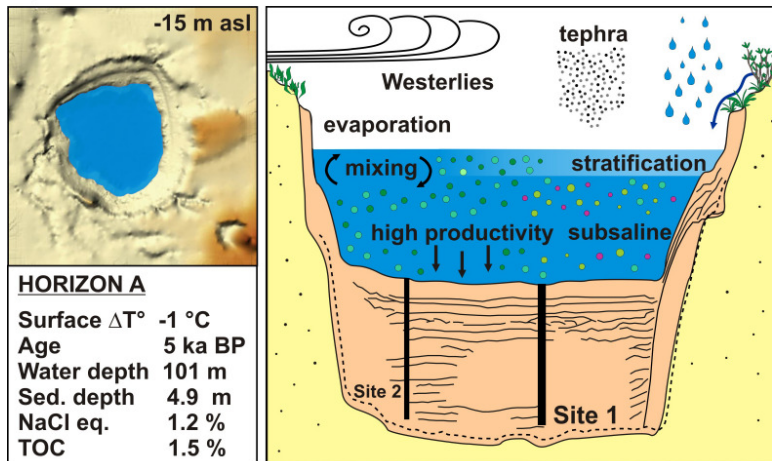 -15 m asl
HORIZON A
Surface ΔT° -1 °C
Age 5 ka BP
Water depth 101 m
Sed. depth 4.9 m
NaCl eq. 1.2 %
TOC 1.5 %
tephra
Westerlies
evaporation
mixing
stratification
high productivity
subsaline
Site 2
Site 1